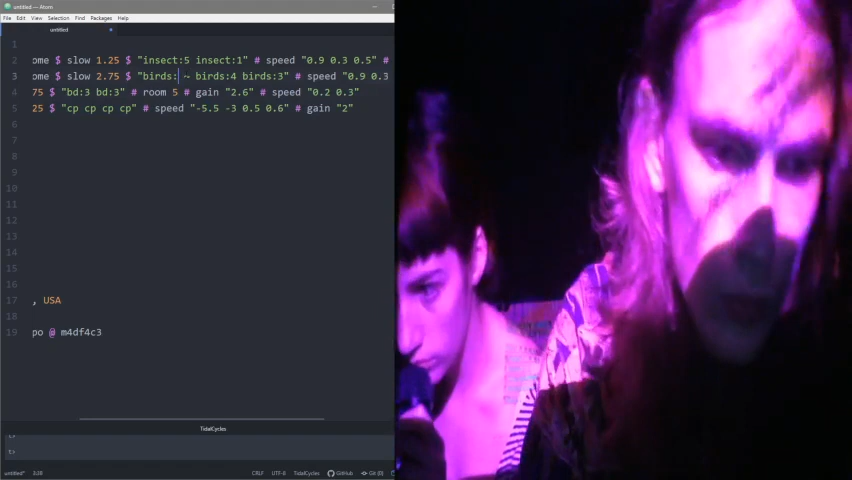 untitled — Atom
File Edit View Selection Find Packages Help
untitled
1
2 ome $ slow 1.25 $ "insect:5 insect:1" # speed "0.9 0.3 0.5" #
3 ome $ slow 2.75 $ "birds: ~ birds:4 birds:3" # speed "0.9 0.3
4 75 $ "bd:3 bd:3" # room 5 # gain "2.6" # speed "0.2 0.3"
5 25 $ "cp cp cp cp" # speed "-5.5 -3 0.5 0.6" # gain "2"
6
7
8
9
10
11
12
13
14
15
16
17 , USA
18
19 po @ m4df4c3
TidalCycles
t>
t>
untitled* 3:28 CRLF UTF-8 TidalCycles GitHub Git (0)